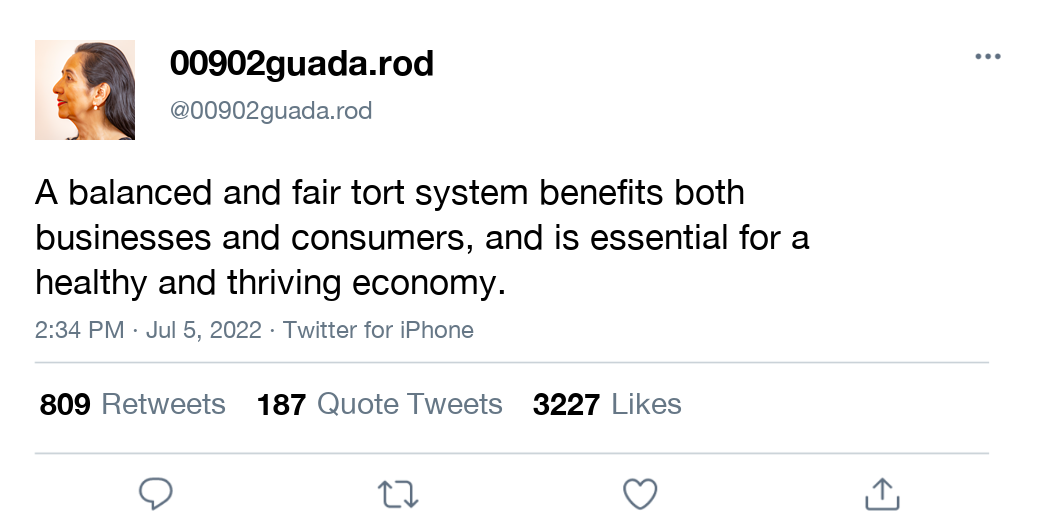 00902guada.rod
@00902guada.rod
A balanced and fair tort system benefits both
businesses and consumers, and is essential for a
healthy and thriving economy.
2:34 PM · Jul 5, 2022 · Twitter for iPhone
809 Retweets 187 Quote Tweets 3227 Likes